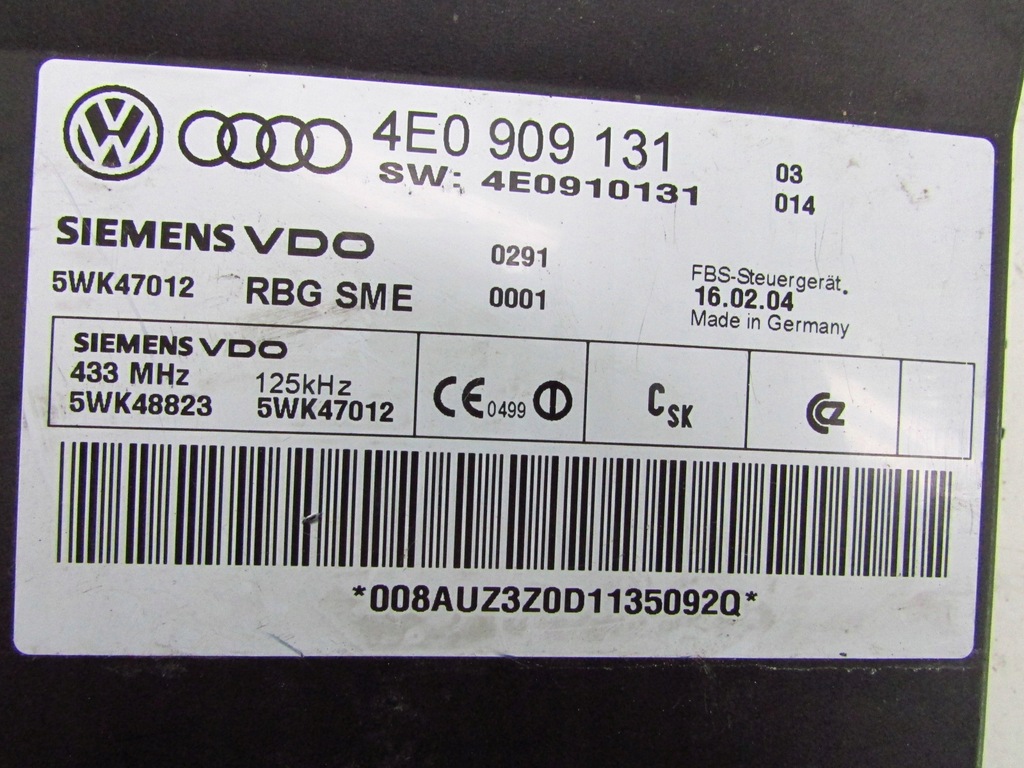 4E0 909 131
SW: 4E0910131
03
014
SIEMENS VDO
0291
5WK47012 RBG SME
0001
FBS-Steuergerät.
16.02.04
Made in Germany
SIEMENS VDO
433 MHz 125kHz
5WK48823 5WK47012
CE 0499
CSK
CCZ
*008AUZ3Z0D1135092Q*